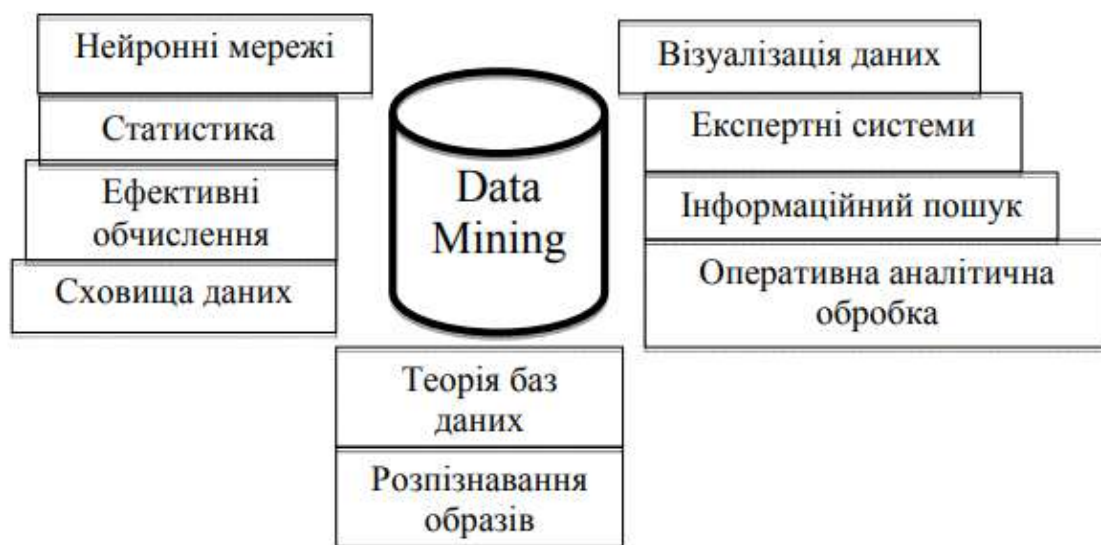 Нейронні мережі
Статистика
Ефективні
обчислення
Сховища даних
Data
Mining
Візуалізація даних
Експертні системи
Інформаційний пошук
Оперативна аналітична
обробка
Теорія баз
даних
Розпізнавання
образів